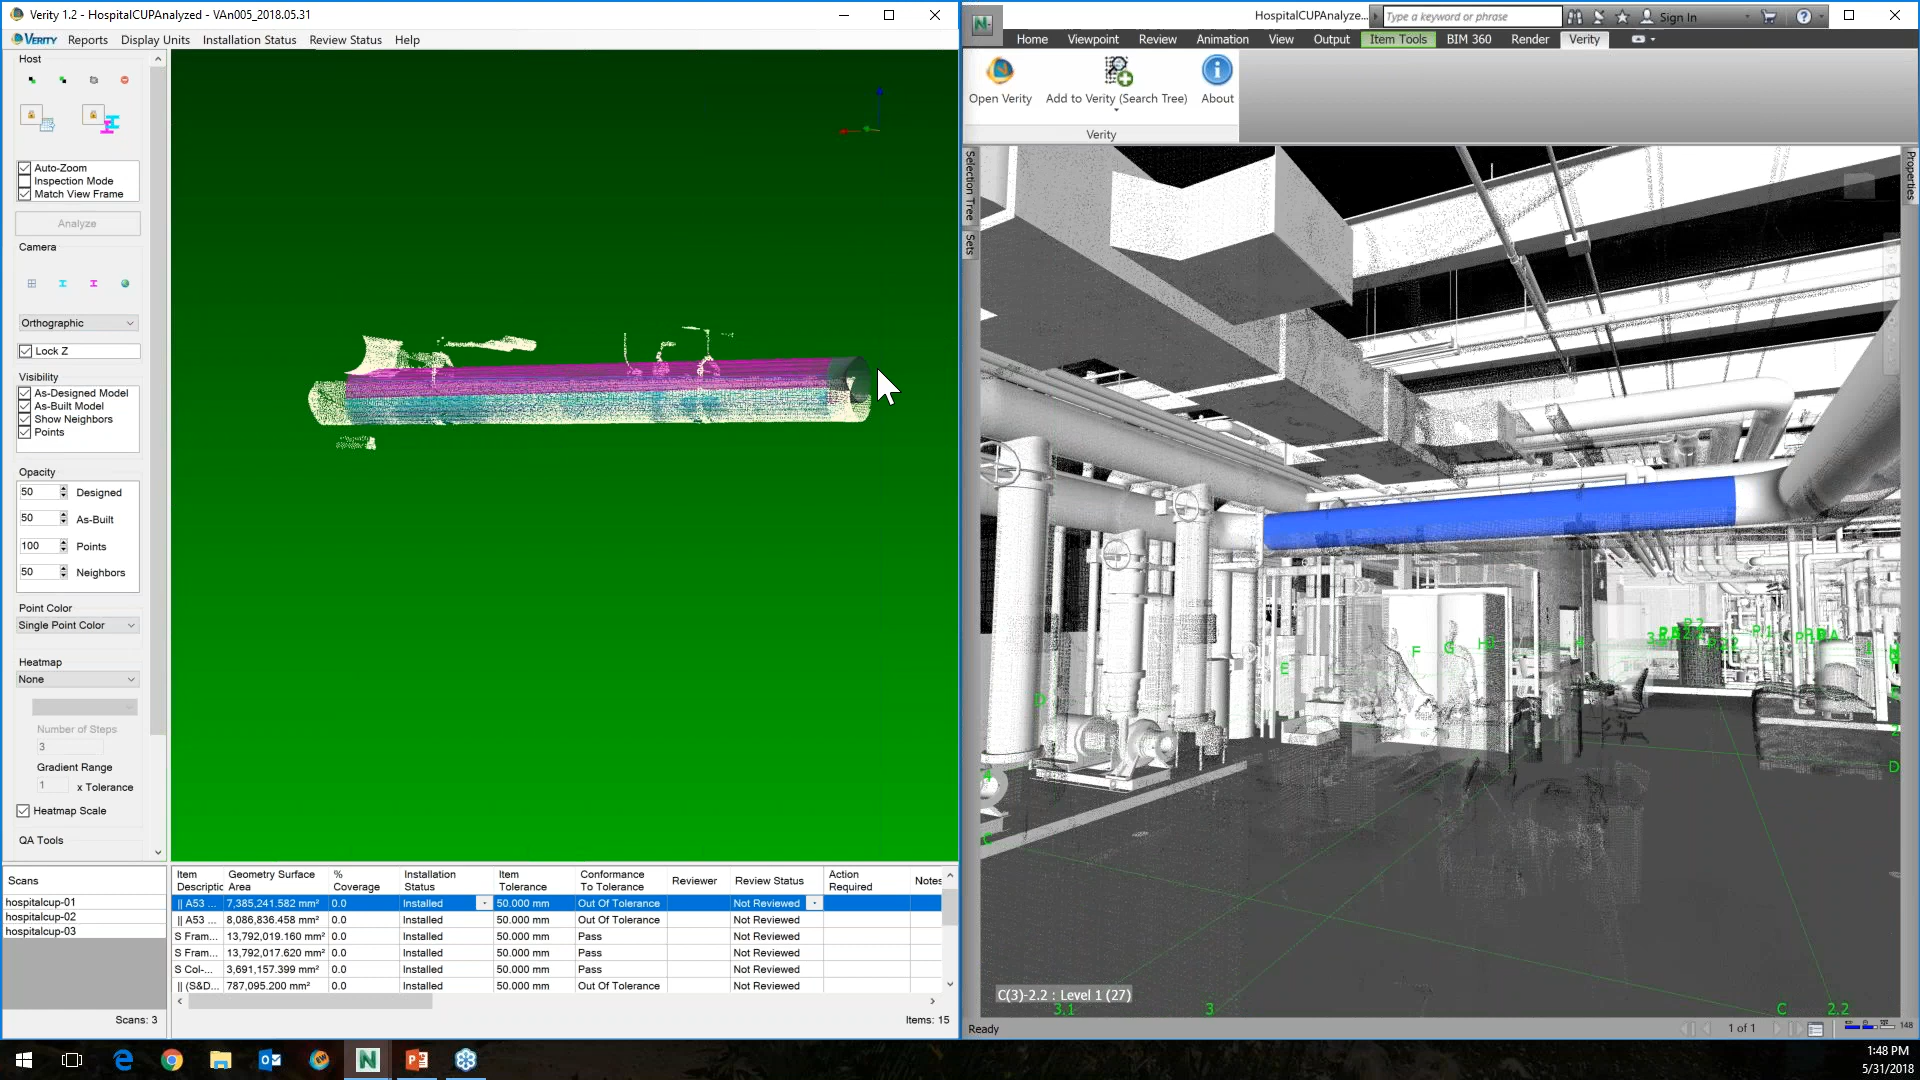 Verity 1.2 - HospitalCUPAnalyzed - VAn005_2018.05.31
VERITY Reports Display Units Installation Status Review Status Help
Host
Auto-Zoom
Inspection Mode
Match View Frame
Analyze
Camera
Orthographic
Lock Z
Visibility
As-Designed Model
As-Built Model
Show Neighbors
Points
Opacity
50 Designed
50 As-Built
100 Points
50 Neighbors
Point Color
Single Point Color
Heatmap
None
Number of Steps
3
Gradient Range
1 x Tolerance
Heatmap Scale
QA Tools
Scans
hospitalcup-01
hospitalcup-02
hospitalcup-03
Scans: 3
Item Descriptic Geometry Surface Area % Coverage Installation Status Item Tolerance Conformance To Tolerance Reviewer Review Status Action Required Notes
|| A53 ... 7,385,241.582 mm² 0.0 Installed 50.000 mm Out Of Tolerance Not Reviewed
|| A53 ... 8,086,836.458 mm² 0.0 Installed 50.000 mm Out Of Tolerance Not Reviewed
S Fram... 13,792,019.160 mm² 0.0 Installed 50.000 mm Pass Not Reviewed
S Fram... 13,792,017.620 mm² 0.0 Installed 50.000 mm Pass Not Reviewed
S Col-... 3,691,157.399 mm² 0.0 Installed 50.000 mm Pass Not Reviewed
|| (S&D... 787,095.200 mm² 0.0 Installed 50.000 mm Out Of Tolerance Not Reviewed
Items: 15
N
HospitalCUPAnalyze...
Type a keyword or phrase
Sign In
Home Viewpoint Review Animation View Output Item Tools BIM 360 Render Verity
Open Verity Add to Verity (Search Tree) About
Verity
Selection Tree
Sets
Properties
D
E
F
G
4
C
D
C(3)-2.2 : Level 1 (27)
3.1 3 C 2.2
Ready
1 of 1
148
1:48 PM
5/31/2018